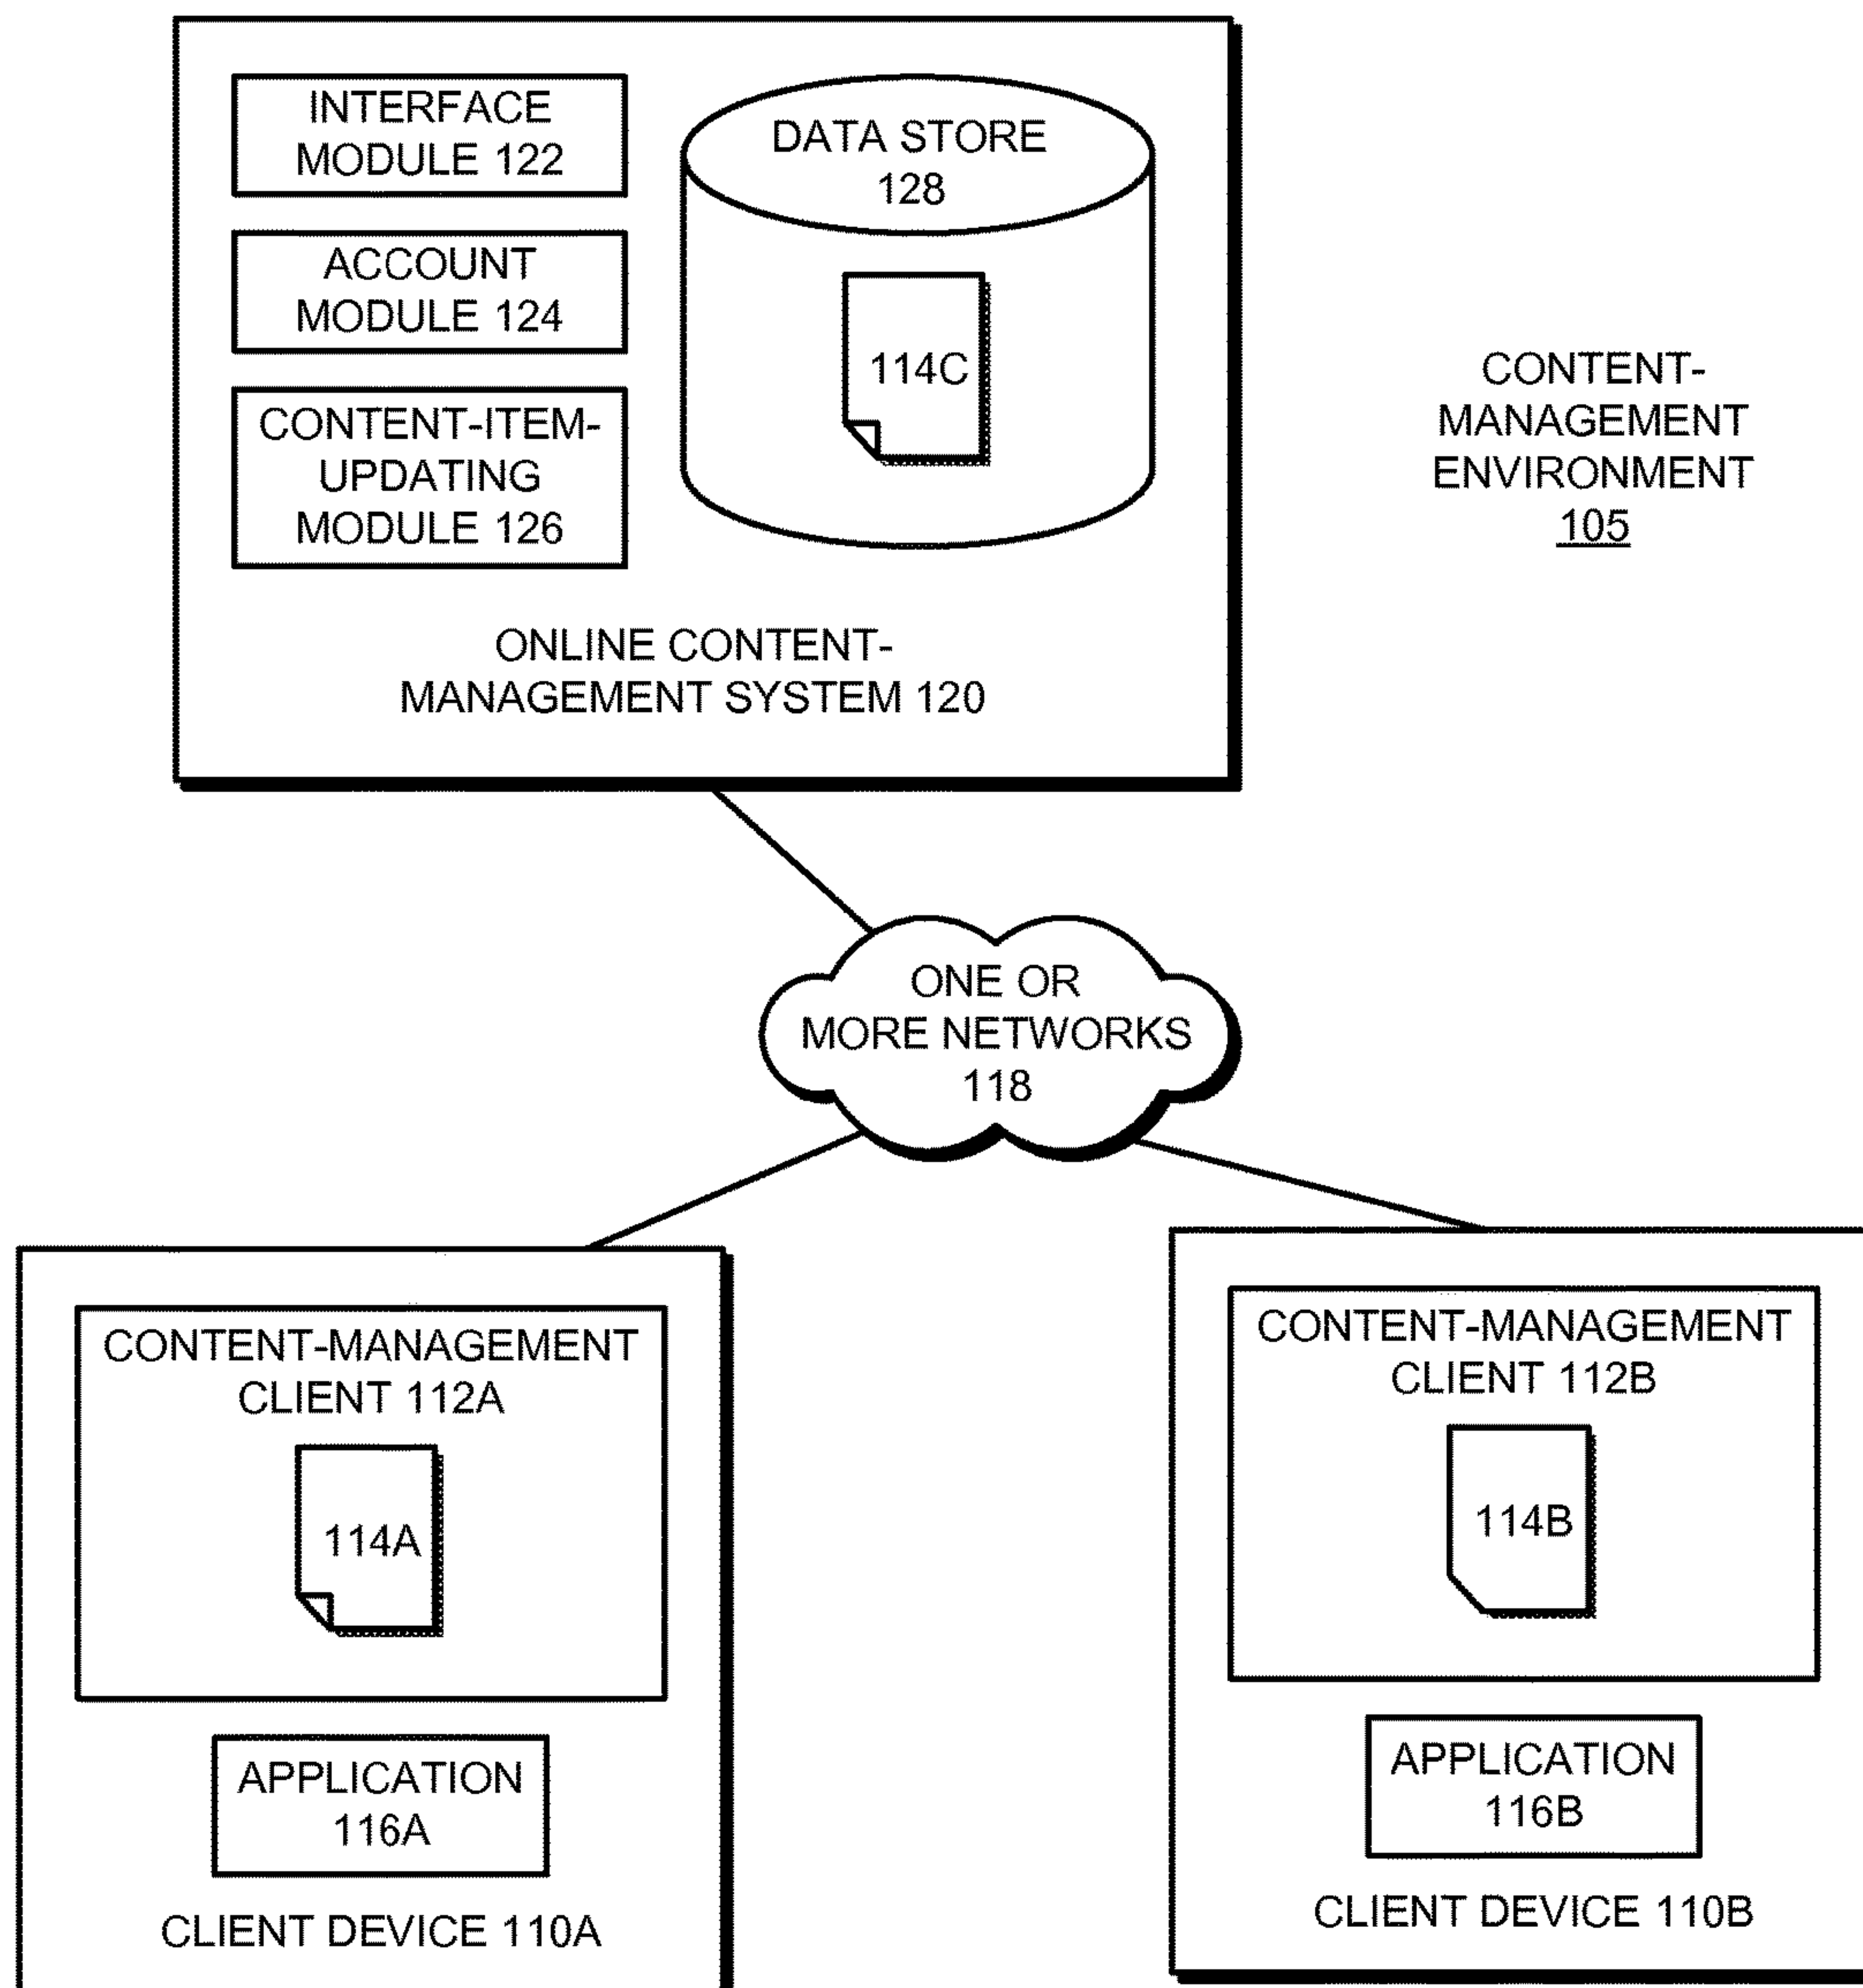 INTERFACE
MODULE 122
ACCOUNT
MODULE 124
CONTENT-ITEM-
UPDATING
MODULE 126
DATA STORE
128
114C
ONLINE CONTENT-
MANAGEMENT SYSTEM 120
CONTENT-
MANAGEMENT
ENVIRONMENT
105
ONE OR
MORE NETWORKS
118
CONTENT-MANAGEMENT
CLIENT 112A
114A
APPLICATION
116A
CLIENT DEVICE 110A
CONTENT-MANAGEMENT
CLIENT 112B
114B
APPLICATION
116B
CLIENT DEVICE 110B